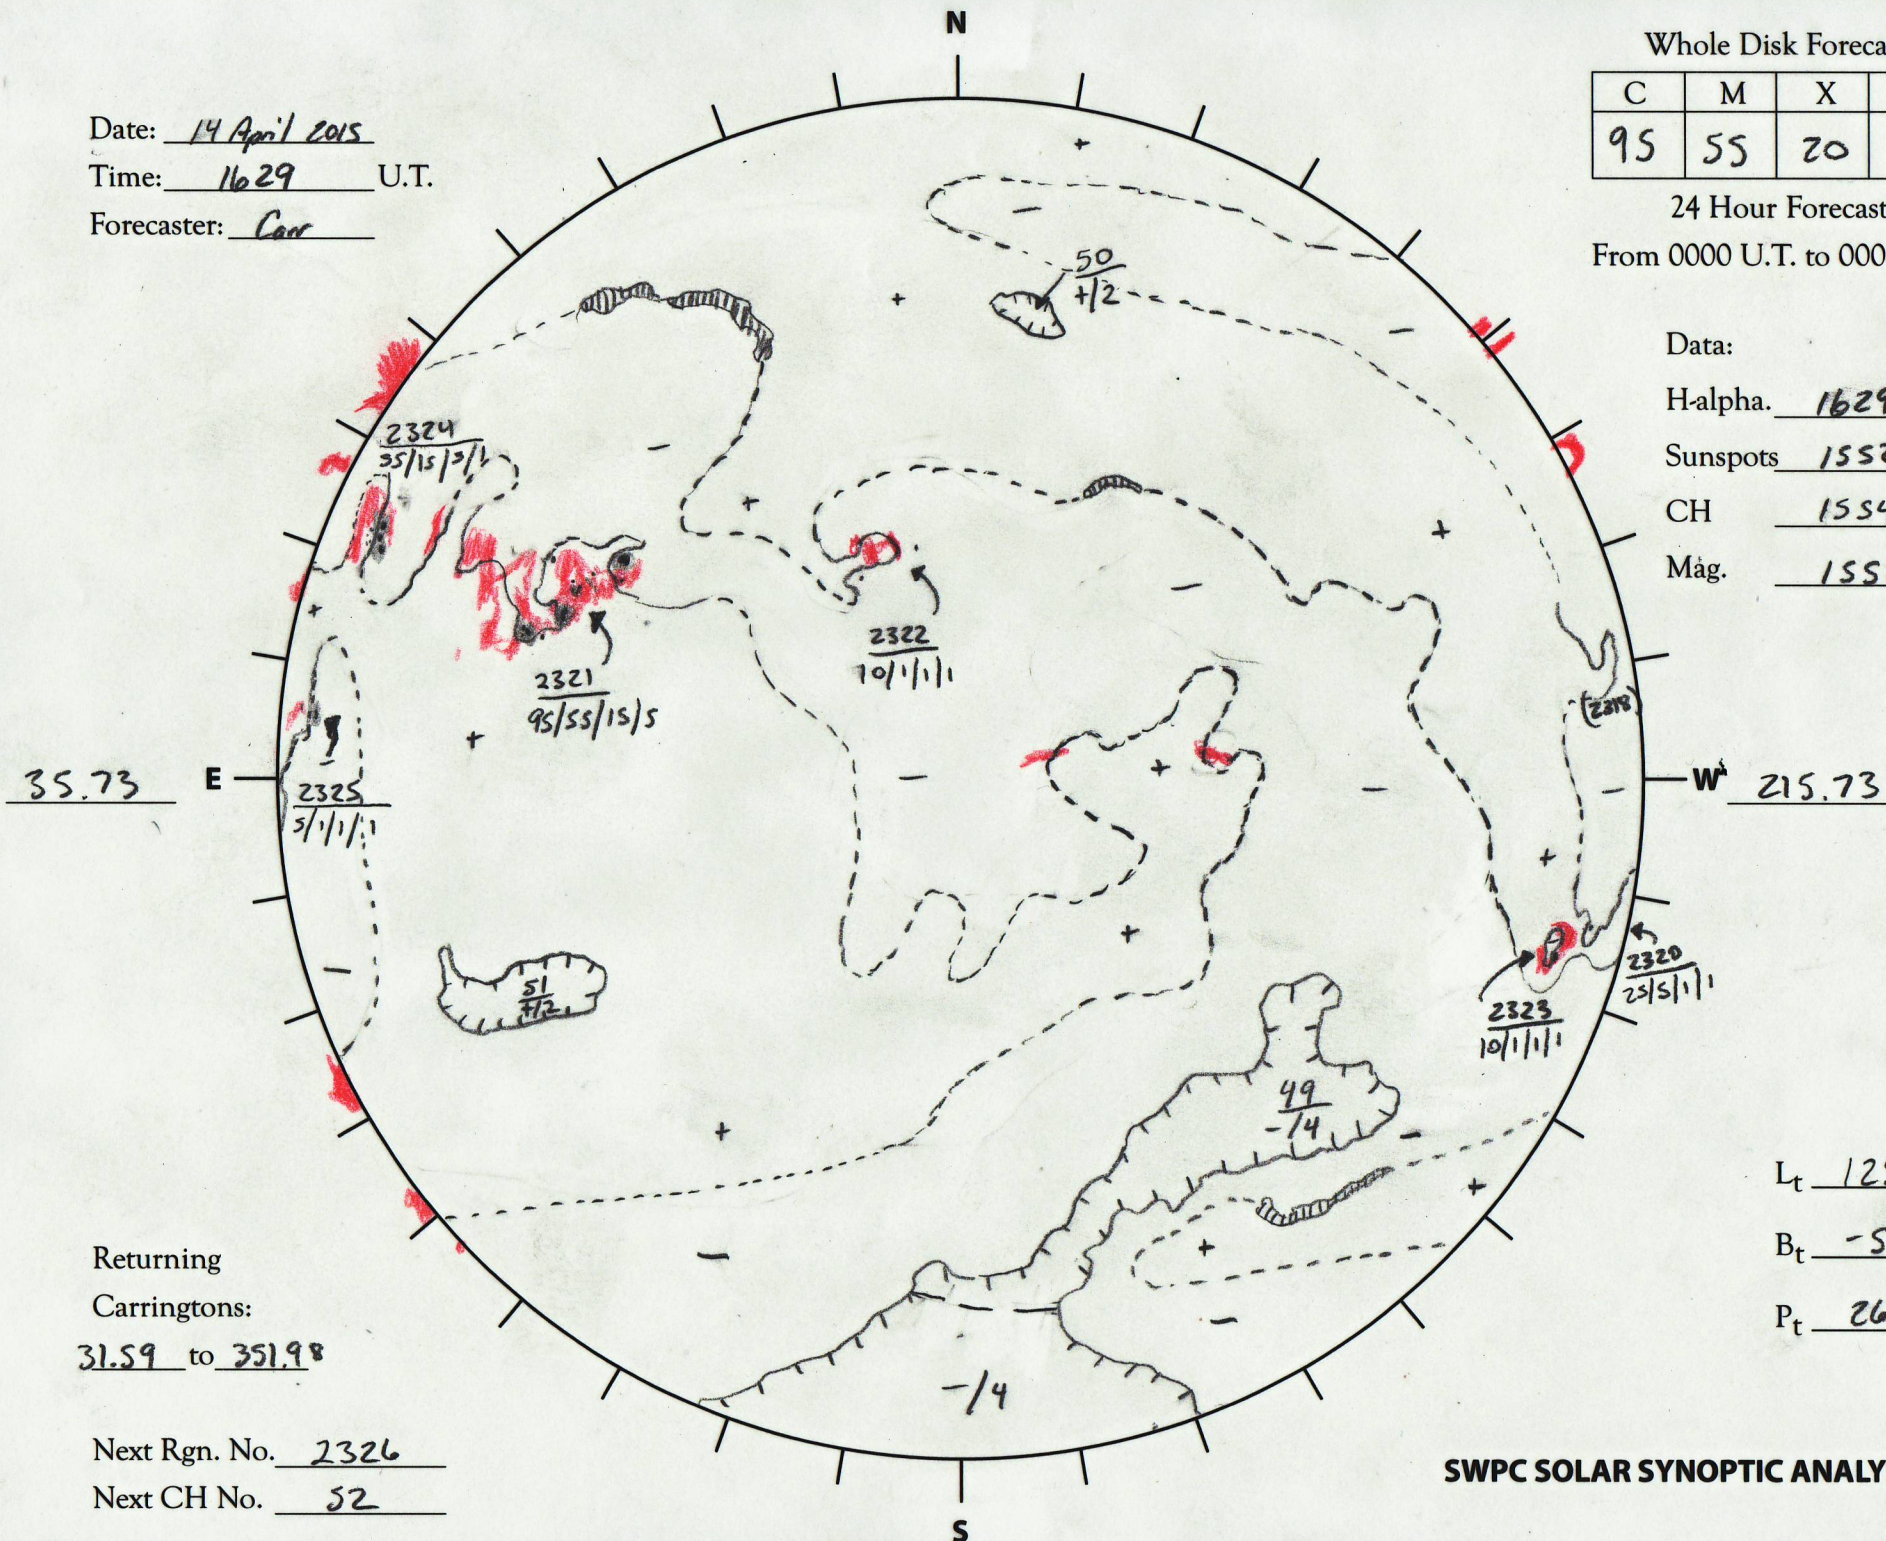 N
Whole Disk Foreca
C M X
95 55 20
24 Hour Forecast
From 0000 U.T. to 000
Date: 14 April 2015
Time: 1629 U.T.
Forecaster: Carr
Data:
H-alpha. 1629
Sunspots 155
CH 155
Mag. 155
50
+/2
2324
35/15/5/1
2322
10/1/1/1
2321
95/55/15/5
(2318)
E
W
35.73
215.73
2325
5/1/1/1
51
+/2
2320
25/5/1/1
2323
10/1/1/1
49
-/4
-/4
Lt 12
Bt -5
Pt 26
Returning
Carringtons:
31.59 to 351.98
Next Rgn. No. 2326
Next CH No. 52
SWPC SOLAR SYNOPTIC ANALY
S